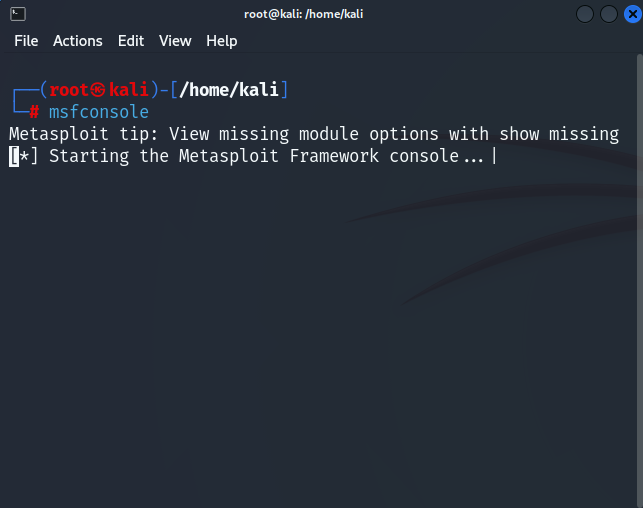 root@kali: /home/kali
File Actions Edit View Help
┌──(root㉿kali)-[/home/kali]
└─# msfconsole
Metasploit tip: View missing module options with show missing
[*] Starting the Metasploit Framework console...|